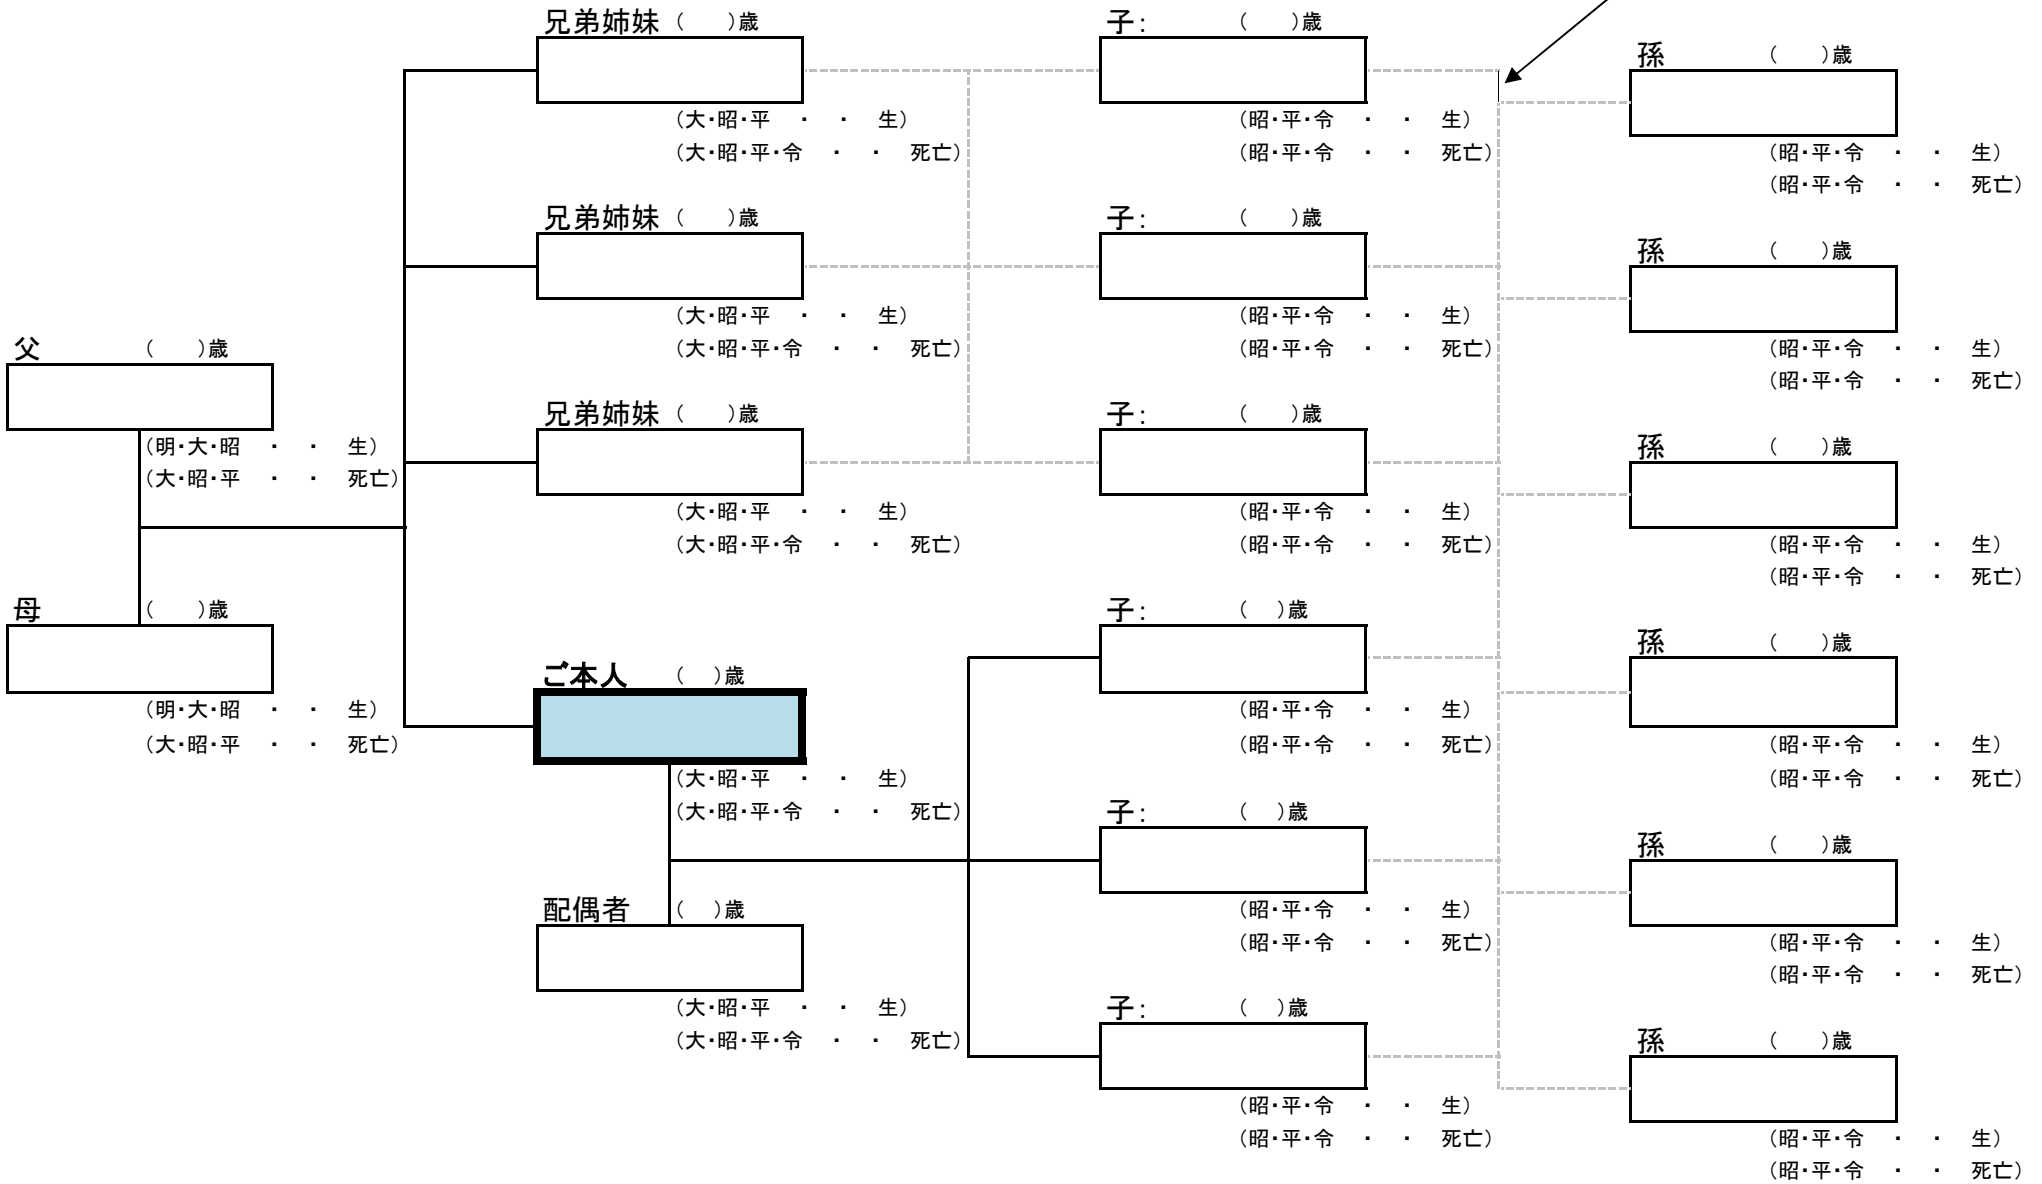 父 （　　）歳
（明・大・昭　・　・　生）
（大・昭・平　・　・　死亡）
母 （　　）歳
（明・大・昭　・　・　生）
（大・昭・平　・　・　死亡）
兄弟姉妹 （　　）歳
（大・昭・平　・　・　生）
（大・昭・平・令　・　・　死亡）
兄弟姉妹 （　　）歳
（大・昭・平　・　・　生）
（大・昭・平・令　・　・　死亡）
兄弟姉妹 （　　）歳
（大・昭・平　・　・　生）
（大・昭・平・令　・　・　死亡）
ご本人 （　）歳
（大・昭・平　・　・　生）
（大・昭・平・令　・　・　死亡）
配偶者 （　）歳
（大・昭・平　・　・　生）
（大・昭・平・令　・　・　死亡）
子： （　　）歳
（昭・平・令　・　・　生）
（昭・平・令　・　・　死亡）
子： （　　）歳
（昭・平・令　・　・　生）
（昭・平・令　・　・　死亡）
子： （　　）歳
（昭・平・令　・　・　生）
（昭・平・令　・　・　死亡）
子： （　）歳
（昭・平・令　・　・　生）
（昭・平・令　・　・　死亡）
子： （　）歳
（昭・平・令　・　・　生）
（昭・平・令　・　・　死亡）
子： （　）歳
（昭・平・令　・　・　生）
（昭・平・令　・　・　死亡）
孫 （　　）歳
（昭・平・令　・　・　生）
（昭・平・令　・　・　死亡）
孫 （　　）歳
（昭・平・令　・　・　生）
（昭・平・令　・　・　死亡）
孫 （　　）歳
（昭・平・令　・　・　生）
（昭・平・令　・　・　死亡）
孫 （　　）歳
（昭・平・令　・　・　生）
（昭・平・令　・　・　死亡）
孫 （　　）歳
（昭・平・令　・　・　生）
（昭・平・令　・　・　死亡）
孫 （　　）歳
（昭・平・令　・　・　生）
（昭・平・令　・　・　死亡）